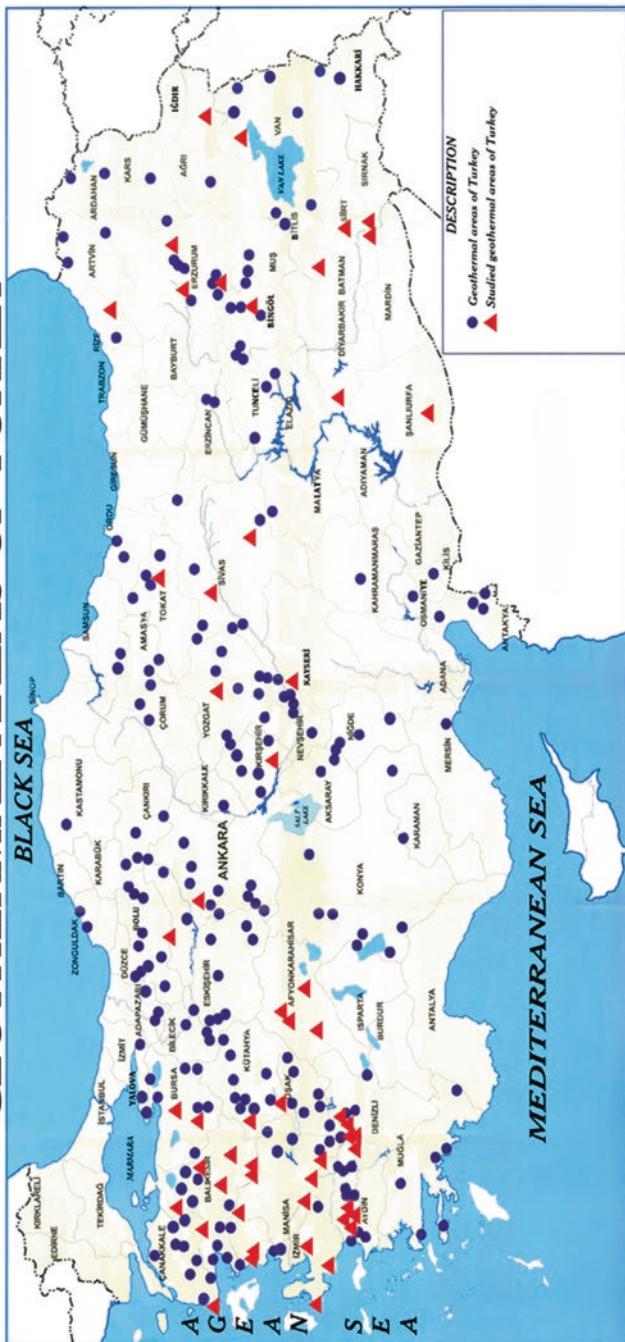 BLACK SEA
MEDITERRANEAN SEA
AGEAN SEA
MARMARA
KIRKLARELİ
EDİRNE
TEKİRDAĞ
İSTANBUL
ÇANAKKALE
YALOVA
İZMİT
ADAPAZARI
DÜZCE
BOLU
ZONGULDAK
BARTIN
KARABÜK
KASTAMONU
SİNOP
SAMSUN
ORDU
GİRESUN
TRABZON
RİZE
ARTVİN
ARDAHAN
KARS
IĞDIR
AĞRI
BURSA
BİLECİK
ESKİŞEHİR
ANKARA
ÇANKIRI
KIRIKKALE
ÇORUM
AMASYA
TOKAT
YOZGAT
SİVAS
GÜMÜŞHANE
BAYBURT
ERZİNCAN
ERZURUM
BALIKESİR
KÜTAHYA
MANİSA
İZMİR
UŞAK
AFYONKARAHİSAR
KIRŞEHİR
NEVŞEHİR
KAYSERİ
SALT LAKE
AKSARAY
NİĞDE
MALATYA
ELAZIĞ
TUNCELİ
BİNGÖL
MUŞ
BİTLİS
VAN LAKE
VAN
HAKKARİ
ŞIRNAK
SİİRT
BATMAN
DİYARBAKIR
MARDİN
ŞANLIURFA
ADIYAMAN
KAHRAMANMARAŞ
GAZİANTEP
KİLİS
OSMANİYE
ANTAKYA
ADANA
MERSİN
KARAMAN
KONYA
ISPARTA
BURDUR
ANTALYA
DENİZLİ
AYDIN
MUĞLA
DESCRIPTION
Geothermal areas of Turkey
Studied geothermal areas of Turkey